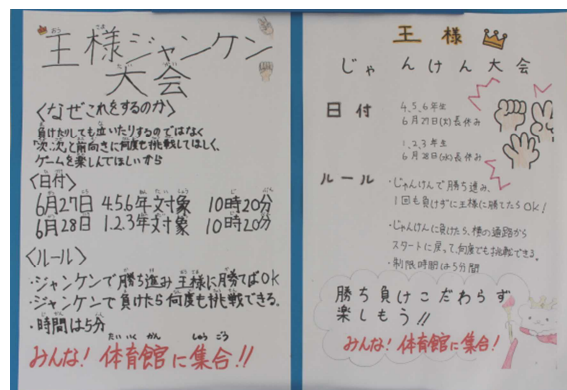 王様ジャンケン
大会
〈なぜこれをするのか〉
負けたりしても泣いたりするのではなく
「次、次」と前向きに何度も挑戦してほしく、
ゲームを楽しんでほしいから
〈日付〉
6月27日 4.5.6年対象 10時20分
6月28日 1.2.3年対象 10時20分
〈ルール〉
・ジャンケンで勝ち進み王様に勝てばOK
・ジャンケンで負けたら何度も挑戦できる。
・時間は5分
みんな!体育館に集合!!
王様
じゃんけん大会
日付
4、5、6年生
6月27日(火)長休み
1、2、3年生
6月28日(水)長休み
ルール
・じゃんけんで勝ち進み、
1回も負けずに王様に勝てたらOK!
・じゃんけんに負けたら、横の通路から
スタートに戻って、何度でも挑戦できる。
・制限時間は5分間
勝ち負けこだわらず
楽しもう!!
みんな!体育館に集合!